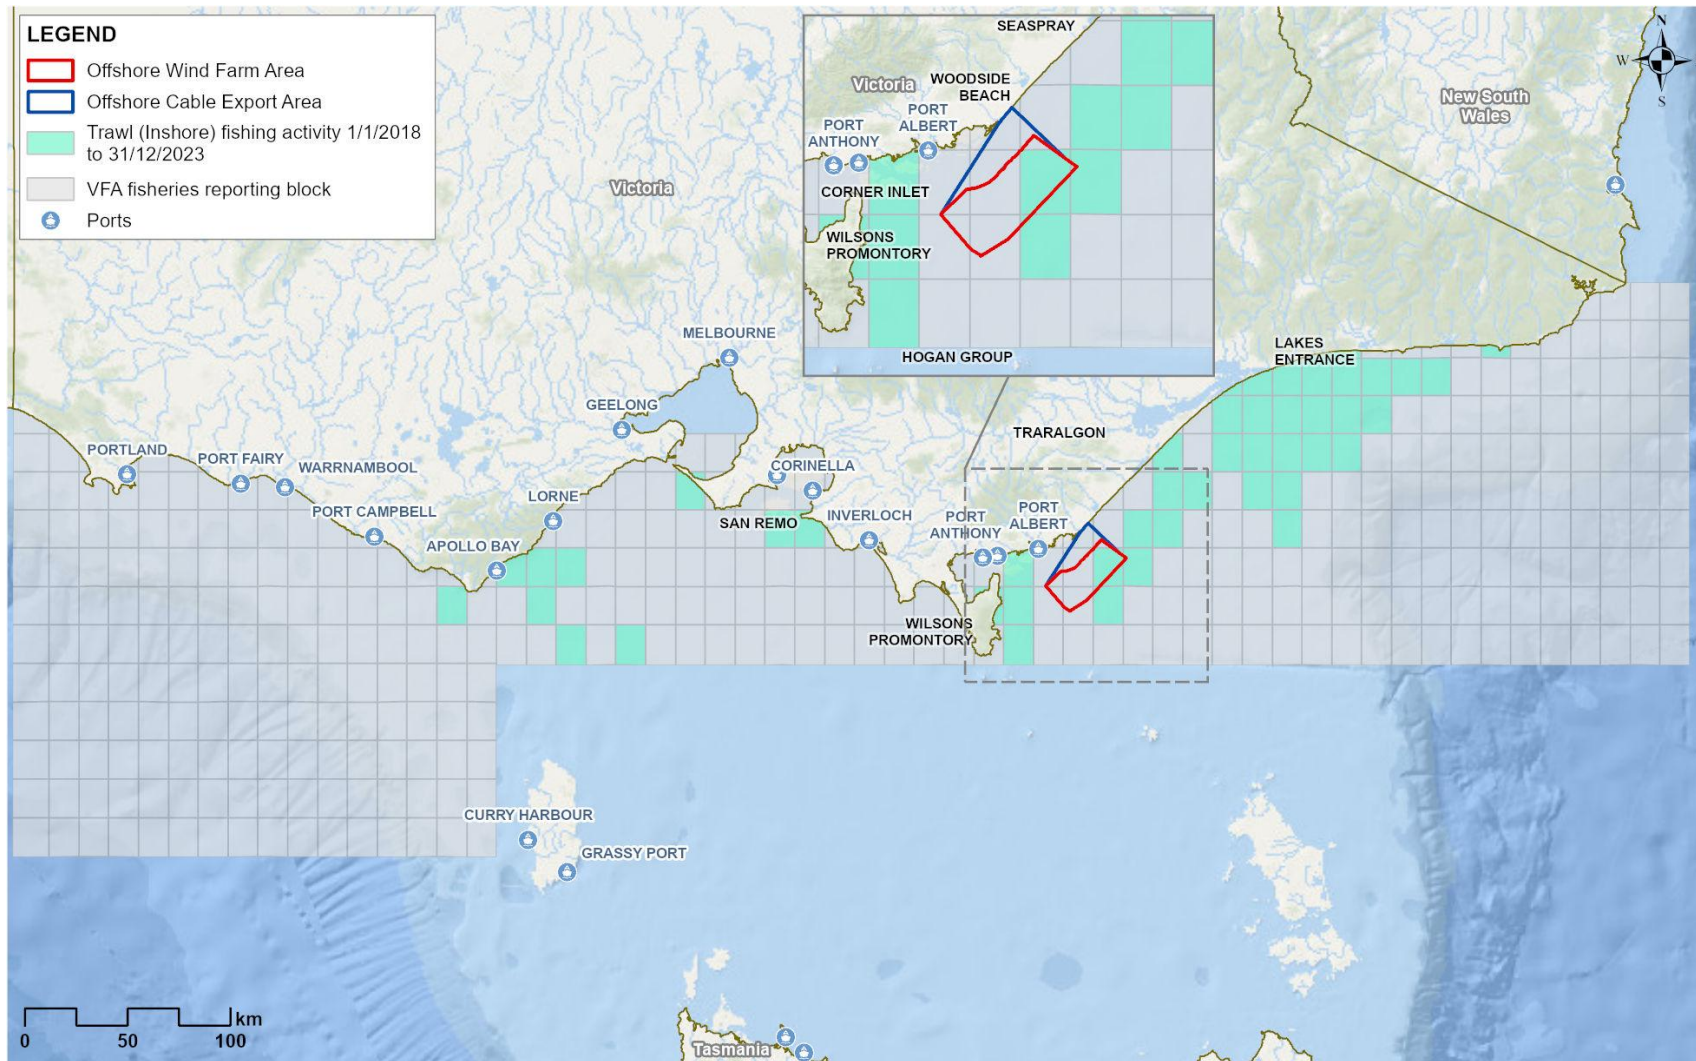 LEGEND
Offshore Wind Farm Area
Offshore Cable Export Area
Trawl (Inshore) fishing activity 1/1/2018
to 31/12/2023
VFA fisheries reporting block
Ports
SEASPRAY
WOODSIDE
BEACH
Victoria
PORT
ALBERT
PORT
ANTHONY
CORNER INLET
WILSONS
PROMONTORY
HOGAN GROUP
N
W
S
New South
Wales
Victoria
MELBOURNE
GEELONG
LAKES
ENTRANCE
TRARALGON
PORTLAND
PORT FAIRY
WARRNAMBOOL
PORT CAMPBELL
LORNE
APOLLO BAY
CORINELLA
SAN REMO
INVERLOCH
PORT
ANTHONY
PORT
ALBERT
WILSONS
PROMONTORY
CURRY HARBOUR
GRASSY PORT
Tasmania
km
0 50 100